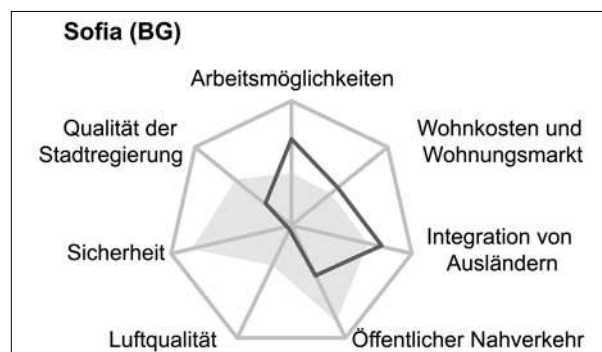 Sofia (BG)
Arbeitsmöglichkeiten
Qualität der
Stadtregierung
Wohnkosten und
Wohnungsmarkt
Sicherheit
Integration von
Ausländern
Luftqualität
Öffentlicher Nahverkehr